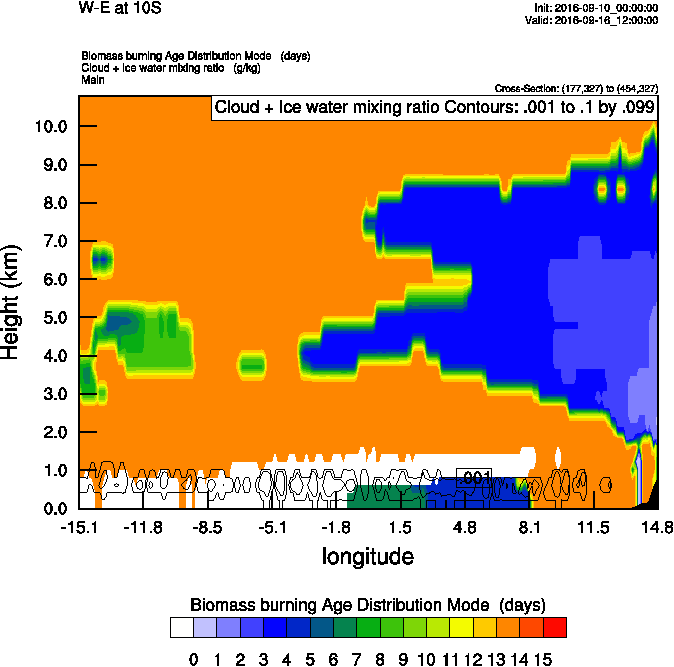 W-E at 10S
Init: 2016-09-10_00:00:00
Valid: 2016-09-16_12:00:00
Biomass burning Age Distribution Mode (days)
Cloud + Ice water mixing ratio (g/kg)
Main
Cross-Section: (177,327) to (454,327)
Cloud + Ice water mixing ratio Contours: .001 to .1 by .099
10.0
9.0
8.0
7.0
6.0
5.0
4.0
3.0
2.0
1.0
0.0
Height (km)
.001
-15.1 -11.8 -8.5 -5.1 -1.8 1.5 4.8 8.1 11.5 14.8
longitude
Biomass burning Age Distribution Mode (days)
0 1 2 3 4 5 6 7 8 9 10 11 12 13 14 15